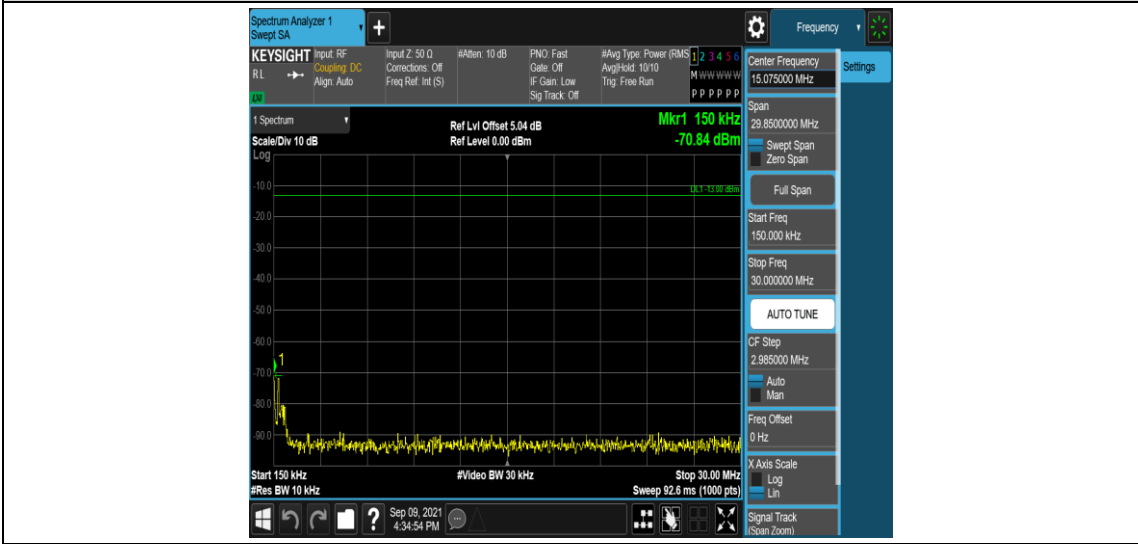 Spectrum Analyzer 1
Swept SA
+
Frequency
KEYSIGHT
RL
LM
Input: RF
Coupling: DC
Align: Auto
Input Z: 50 Ω
Corrections: Off
Freq Ref: Int (S)
#Atten: 10 dB
PNO: Fast
Gate: Off
IF Gain: Low
Sig Track: Off
#Avg Type: Power (RMS
Avg|Hold: 10/10
Trig: Free Run
1 2 3 4 5 6
M W W W W W
P P P P P P
1 Spectrum
Scale/Div 10 dB
Log
Ref Lvl Offset 5.04 dB
Ref Level 0.00 dBm
Mkr1 150 kHz
-70.84 dBm
DL1 -13.00 dBm
-10.0
-20.0
-30.0
-40.0
-50.0
-60.0
-70.0
-80.0
-90.0
1
Start 150 kHz
#Res BW 10 kHz
#Video BW 30 kHz
Stop 30.00 MHz
Sweep 92.6 ms (1000 pts)
?
Sep 09, 2021
4:34:54 PM
Center Frequency
15.075000 MHz
Span
29.8500000 MHz
Swept Span
Zero Span
Full Span
Start Freq
150.000 kHz
Stop Freq
30.000000 MHz
AUTO TUNE
CF Step
2.985000 MHz
Auto
Man
Freq Offset
0 Hz
X Axis Scale
Log
Lin
Signal Track
(Span Zoom)
Settings